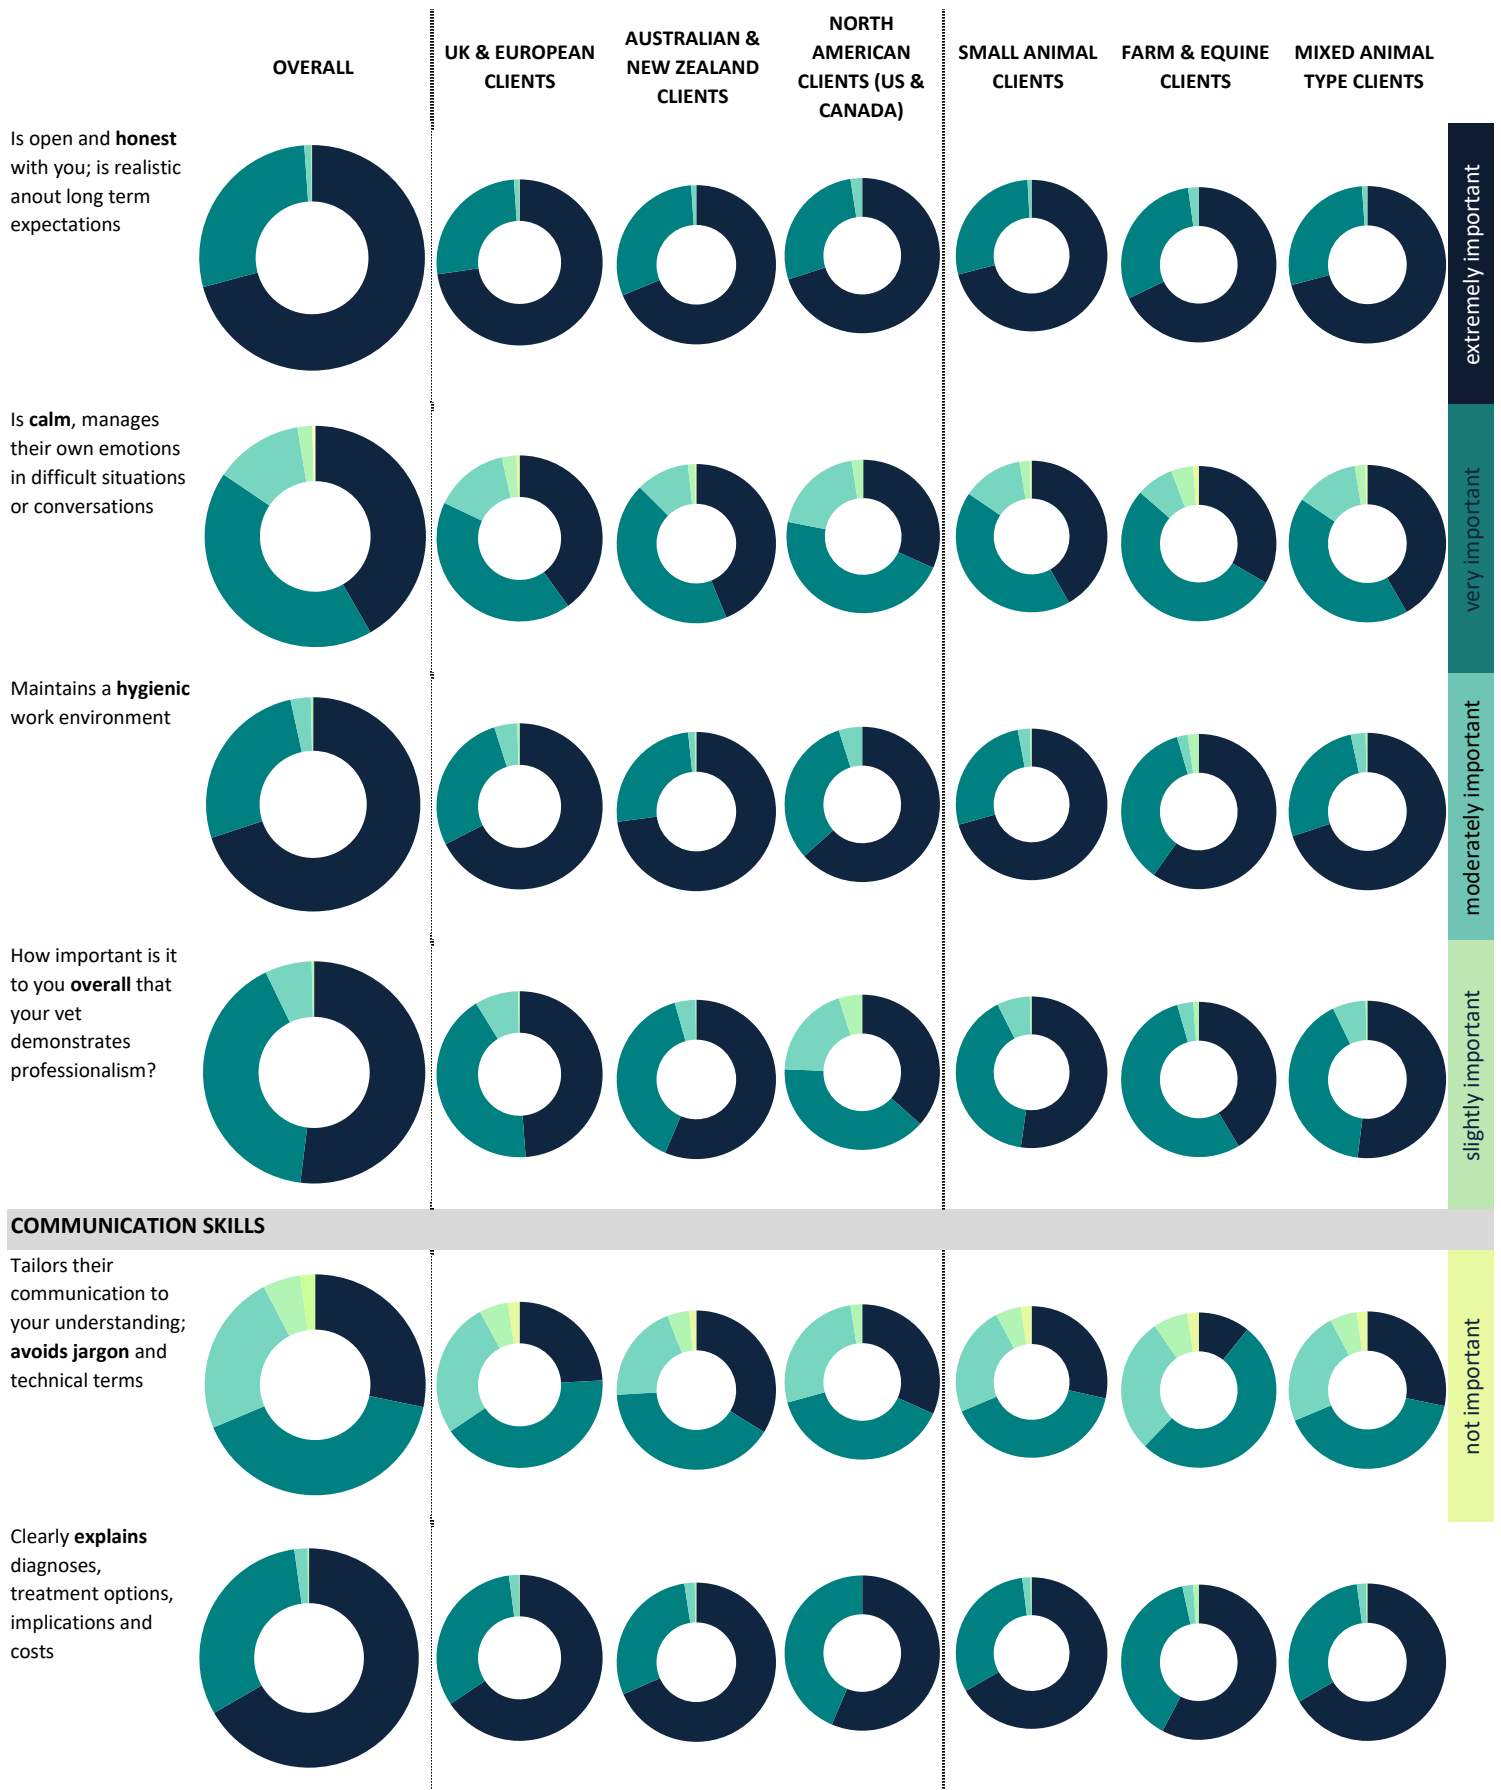 OVERALL
UK & EUROPEAN
CLIENTS
AUSTRALIAN &
NEW ZEALAND
CLIENTS
NORTH
AMERICAN
CLIENTS (US &
CANADA)
SMALL ANIMAL
CLIENTS
FARM & EQUINE
CLIENTS
MIXED ANIMAL
TYPE CLIENTS
Is open and honest
with you; is realistic
anout long term
expectations
extremely important
Is calm, manages
their own emotions
in difficult situations
or conversations
very important
Maintains a hygienic
work environment
moderately important
How important is it
to you overall that
your vet
demonstrates
professionalism?
slightly important
COMMUNICATION SKILLS
Tailors their
communication to
your understanding;
avoids jargon and
technical terms
not important
Clearly explains
diagnoses,
treatment options,
implications and
costs